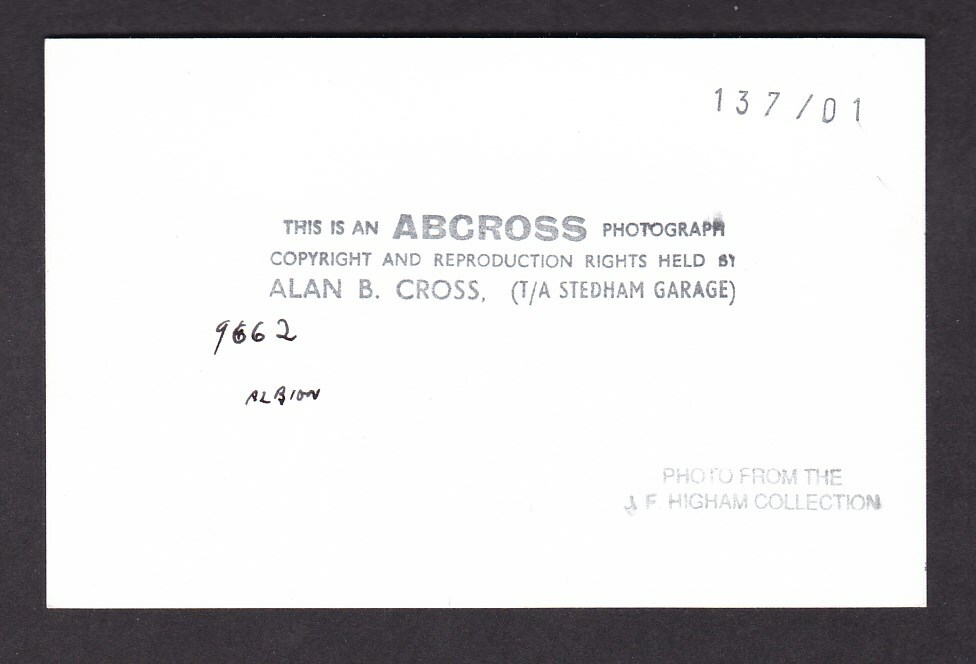 137/01
THIS IS AN ABCROSS PHOTOGRAPH
COPYRIGHT AND REPRODUCTION RIGHTS HELD BY
ALAN B. CROSS, (T/A STEDHAM GARAGE)
9662
ALBION
PHOTO FROM THE
J. F. HIGHAM COLLECTION